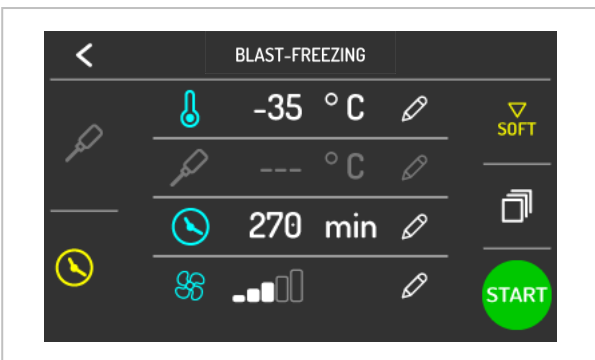 BLAST-FREEZING
-35 °C
SOFT
--- °C
270 min
START